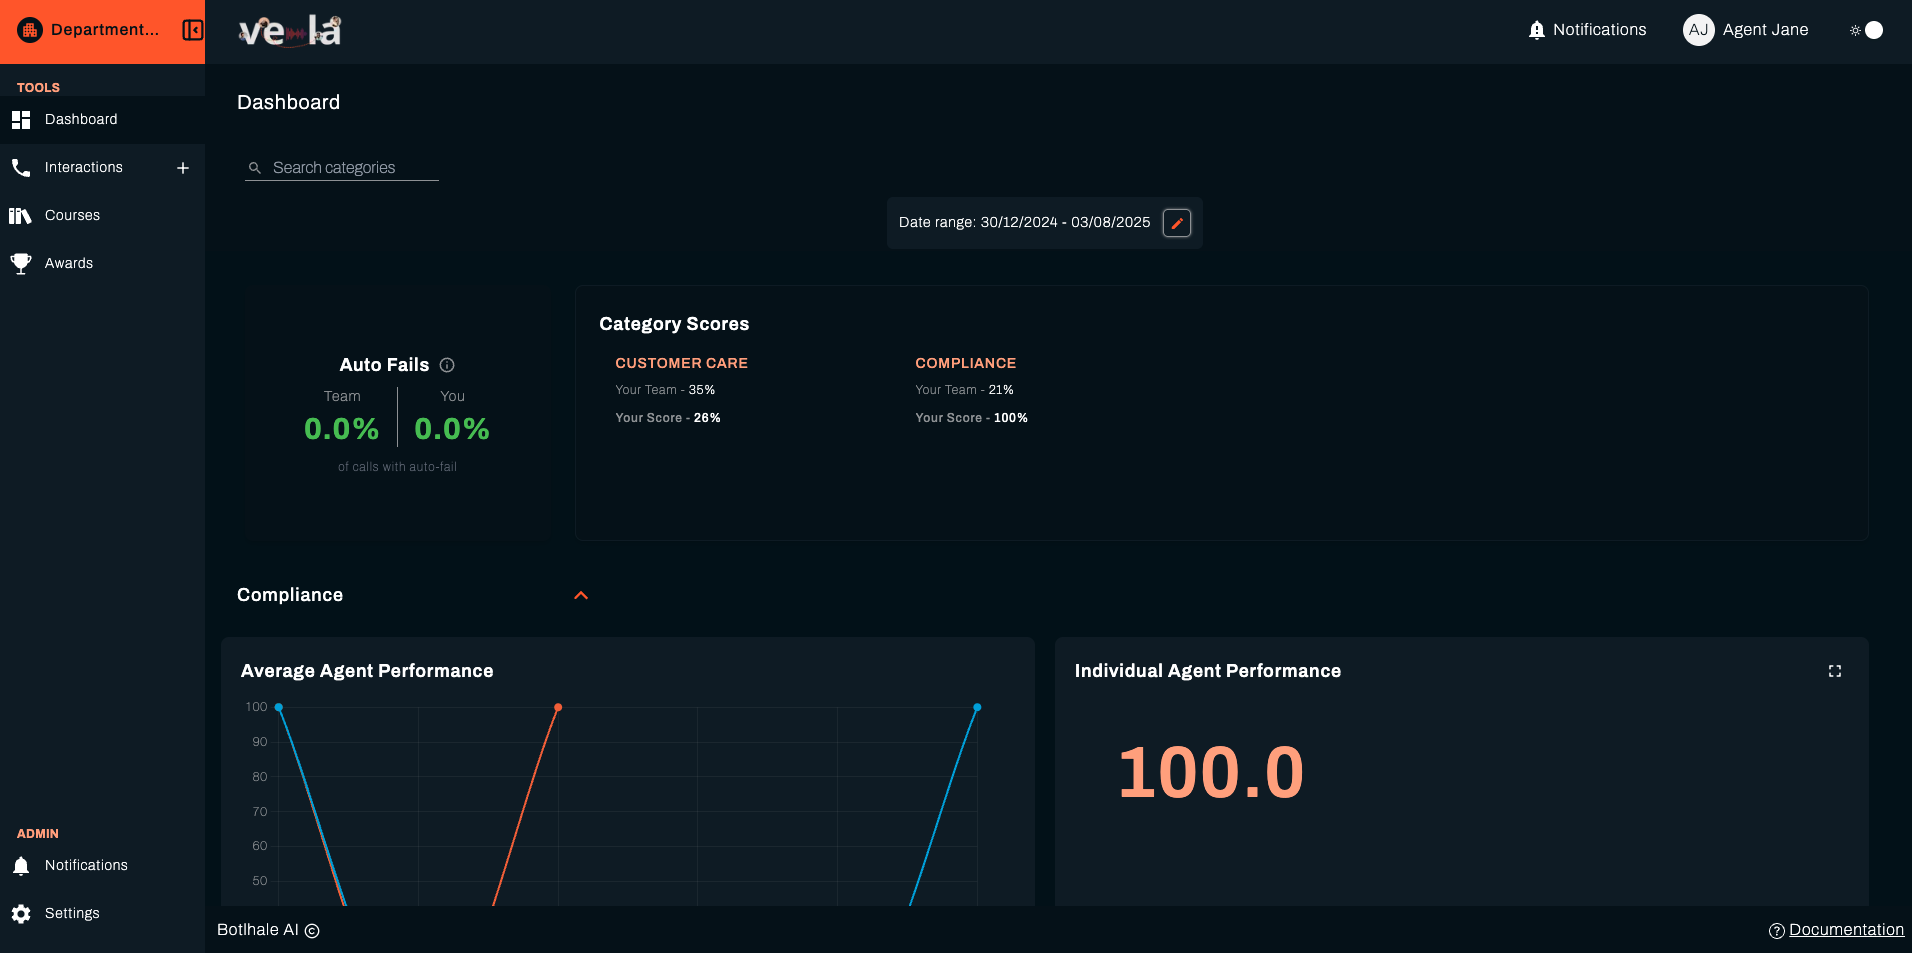 Department...
vela
Notifications
AJ Agent Jane
TOOLS
Dashboard
Interactions
Courses
Awards
ADMIN
Notifications
Settings
Dashboard
Search categories
Date range: 30/12/2024 - 03/08/2025
Auto Fails
Team
You
0.0%
0.0%
of calls with auto-fail
Category Scores
CUSTOMER CARE
Your Team - 35%
Your Score - 26%
COMPLIANCE
Your Team - 21%
Your Score - 100%
Compliance
Average Agent Performance
100
90
80
70
60
50
Individual Agent Performance
100.0
Botlhale AI ©
Documentation